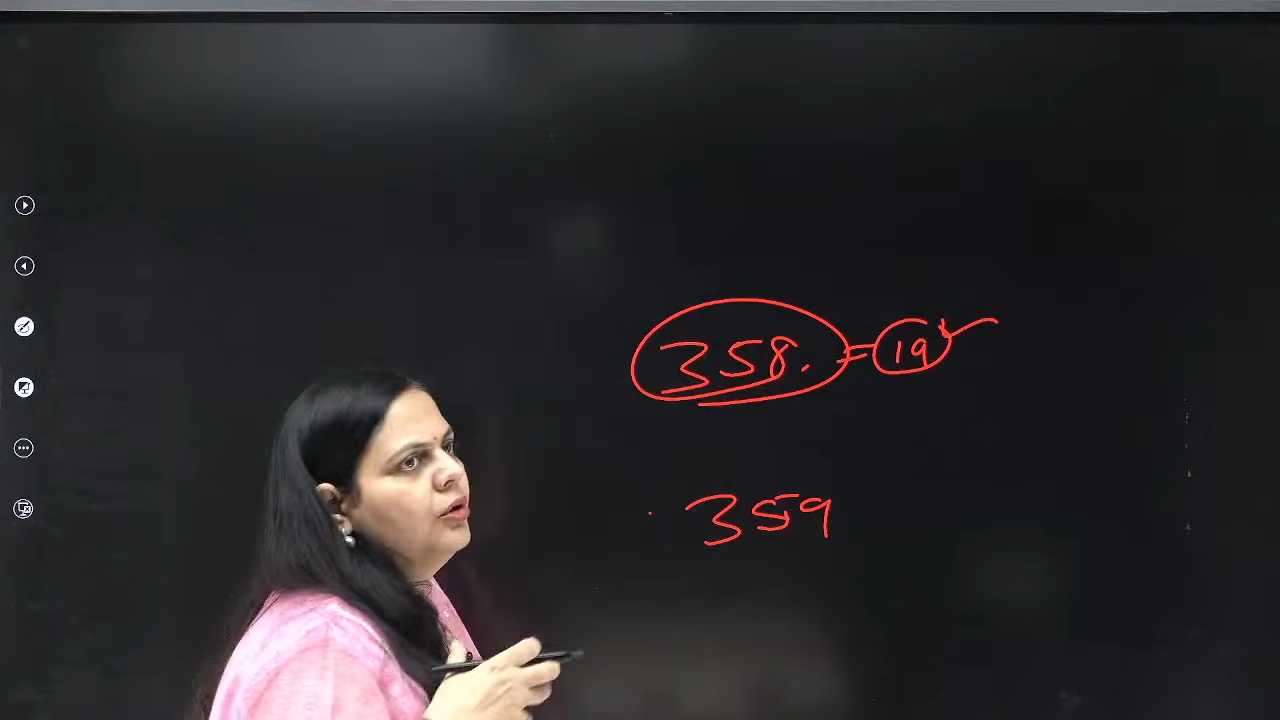 358. = 19 ✓
359